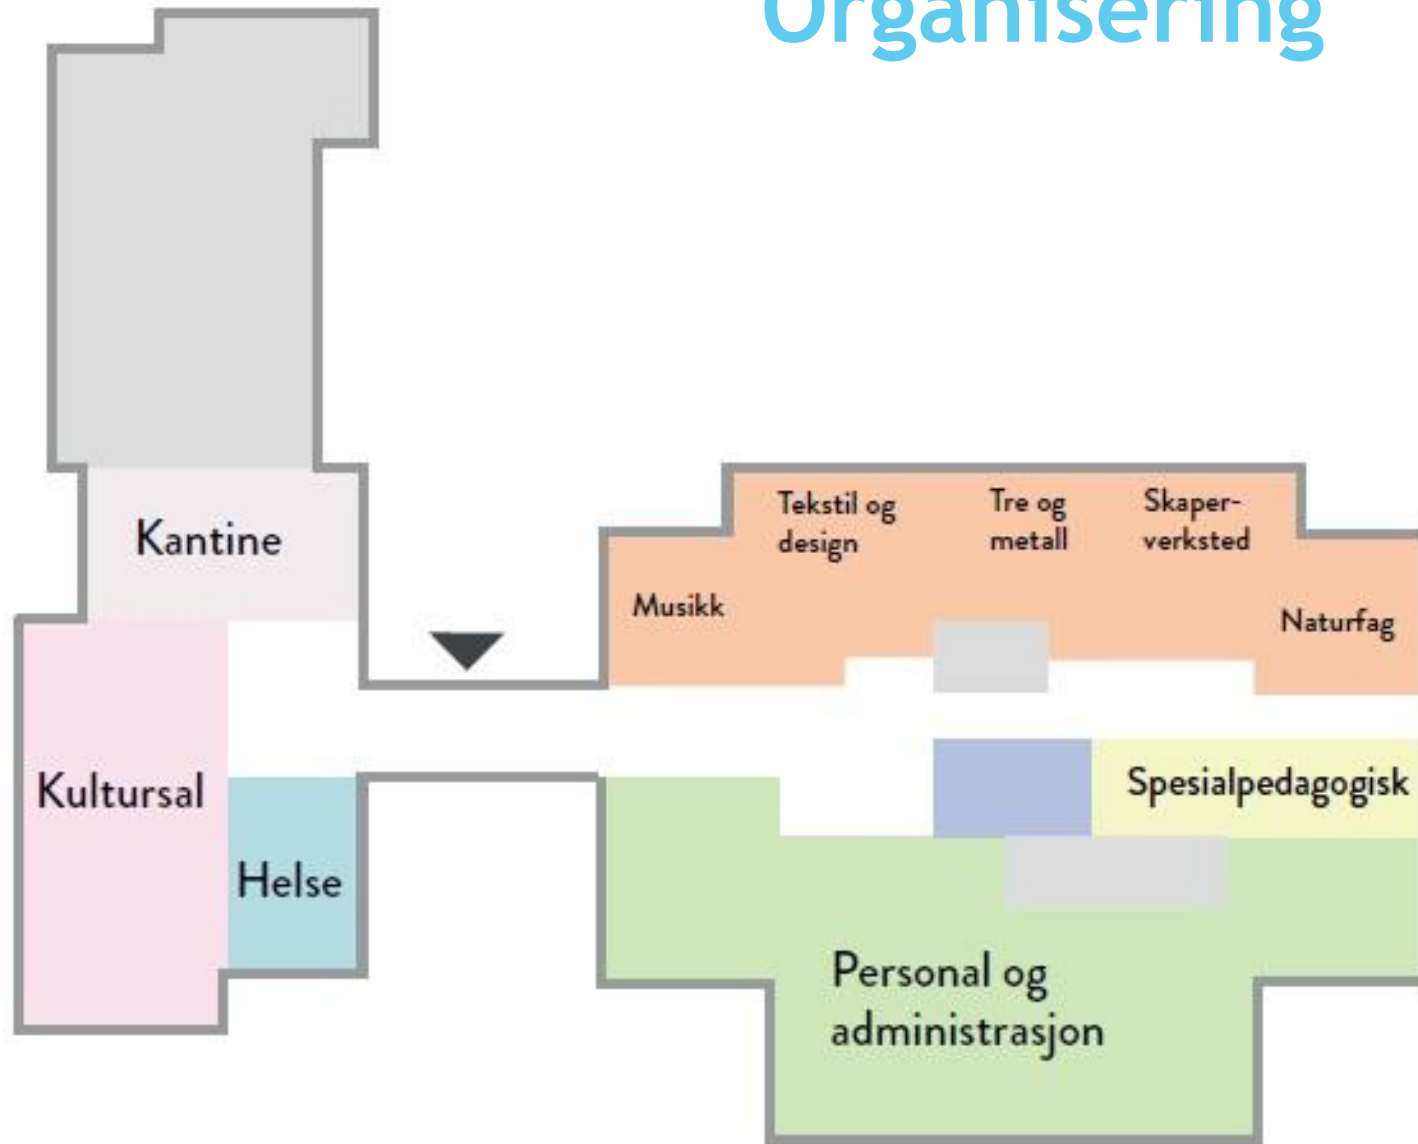 Organisering
Kantine
Tekstil og
design
Tre og
metall
Skaper-
verksted
Musikk
Naturfag
Kultursal
Helse
Spesialpedagogisk
Personal og
administrasjon